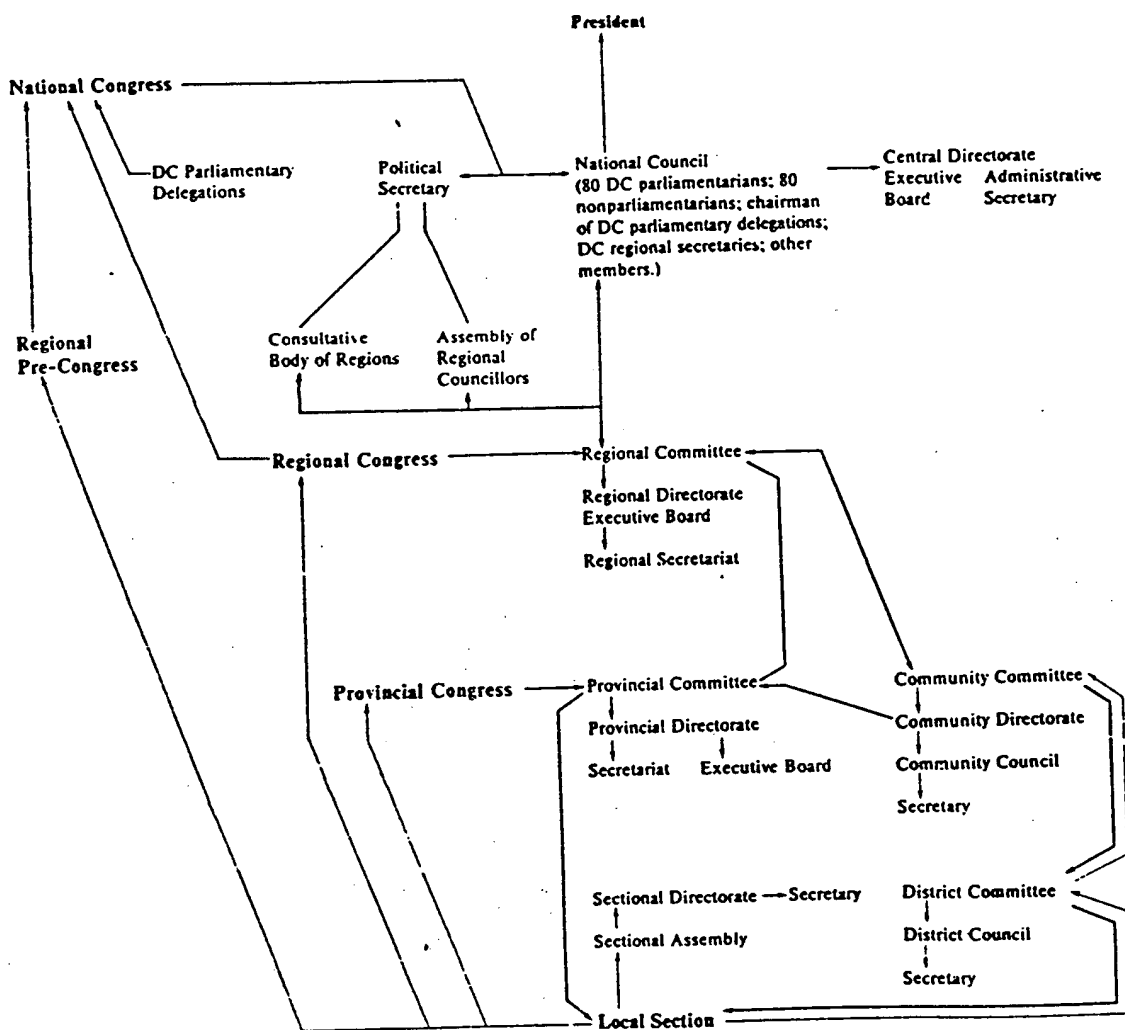 President
National Congress
DC Parliamentary
Delegations
Political
Secretary
National Council
(80 DC parliamentarians; 80
nonparliamentarians; chairman
of DC parliamentary delegations;
DC regional secretaries; other
members.)
Central Directorate
Executive Administrative
Board Secretary
Regional
Pre-Congress
Consultative
Body of Regions
Assembly of
Regional
Councillors
Regional Congress
Regional Committee
Regional Directorate
Executive Board
Regional Secretariat
Provincial Congress
Provincial Committee
Community Committee
Provincial Directorate
Community Directorate
Secretariat
Executive Board
Community Council
Secretary
Sectional Directorate
Secretary
District Committee
Sectional Assembly
District Council
Secretary
Local Section